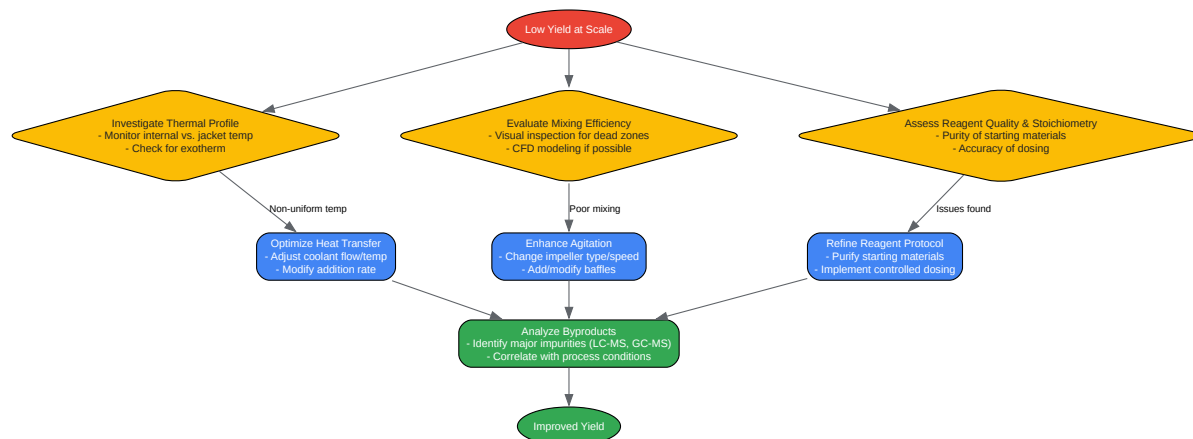 Low Yield at Scale
Investigate Thermal Profile
- Monitor internal vs. jacket temp
- Check for exotherm
Evaluate Mixing Efficiency
- Visual inspection for dead zones
- CFD modeling if possible
Assess Reagent Quality & Stoichiometry
- Purity of starting materials
- Accuracy of dosing
Non-uniform temp
Poor mixing
Issues found
Optimize Heat Transfer
- Adjust coolant flow/temp
- Modify addition rate
Enhance Agitation
- Change impeller type/speed
- Add/modify baffles
Refine Reagent Protocol
- Purify starting materials
- Implement controlled dosing
Analyze Byproducts
- Identify major impurities (LC-MS, GC-MS)
- Correlate with process conditions
Improved Yield